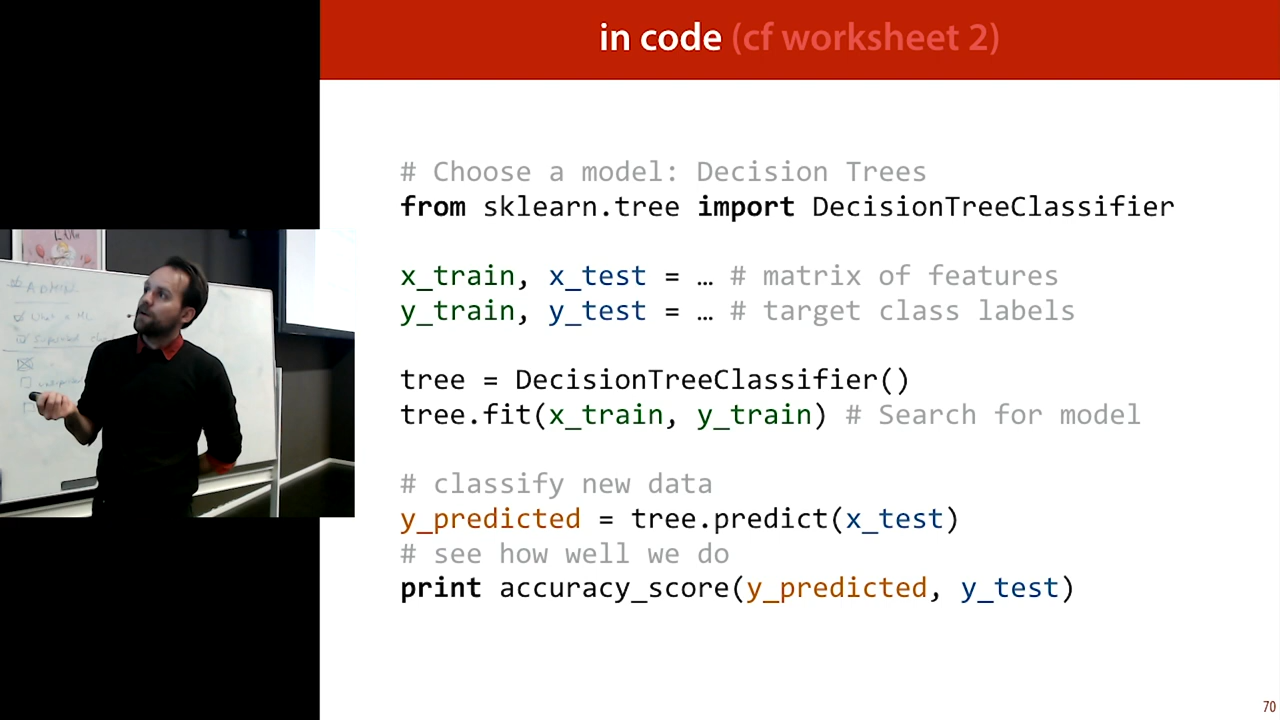 in code (cf worksheet 2)
# Choose a model: Decision Trees
from sklearn.tree import DecisionTreeClassifier
x_train, x_test = … # matrix of features
y_train, y_test = … # target class labels
tree = DecisionTreeClassifier()
tree.fit(x_train, y_train) # Search for model
# classify new data
y_predicted = tree.predict(x_test)
# see how well we do
print accuracy_score(y_predicted, y_test)
70
ADMIN